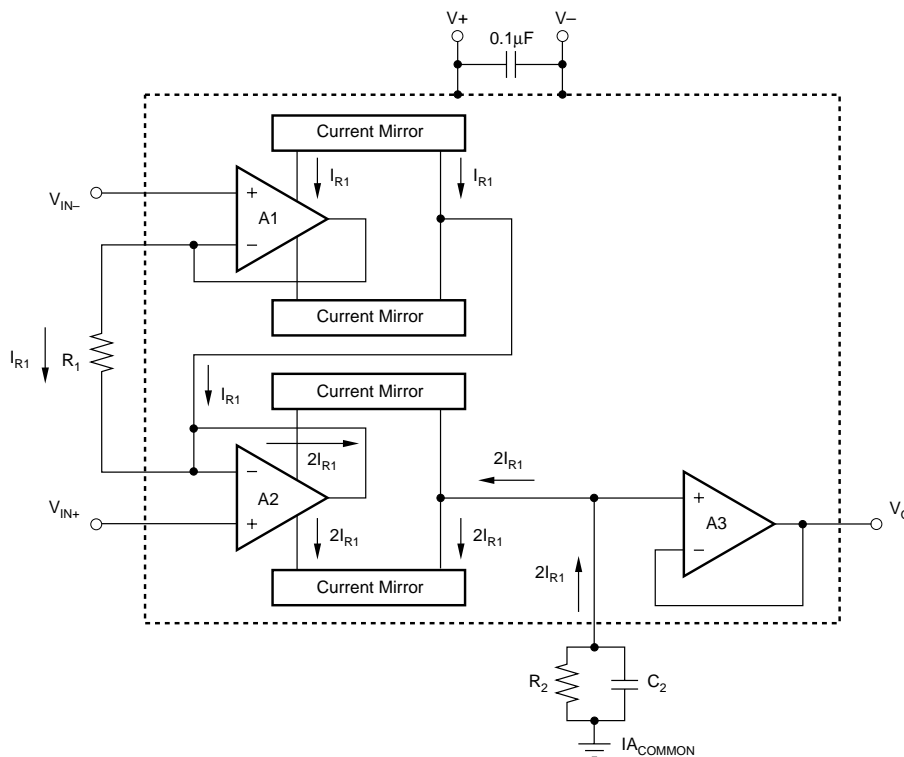 V+
V–
0.1µF
Current Mirror
I_R1
I_R1
V_IN–
+
A1
–
Current Mirror
I_R1
R_1
I_R1
Current Mirror
–
2I_R1
A2
+
V_IN+
2I_R1
2I_R1
2I_R1
Current Mirror
+
A3
–
V_O
2I_R1
R_2
C_2
IA_COMMON